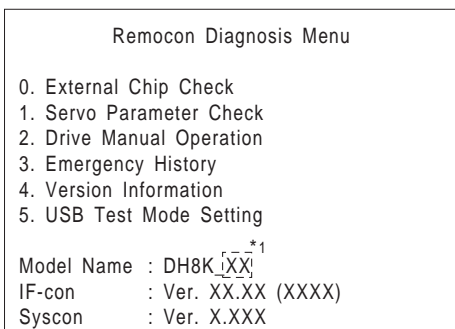 Remocon Diagnosis Menu
0. External Chip Check
1. Servo Parameter Check
2. Drive Manual Operation
3. Emergency History
4. Version Information
5. USB Test Mode Setting
*1
Model Name : DH8K_XX
IF-con : Ver. XX.XX (XXXX)
Syscon : Ver. X.XXX